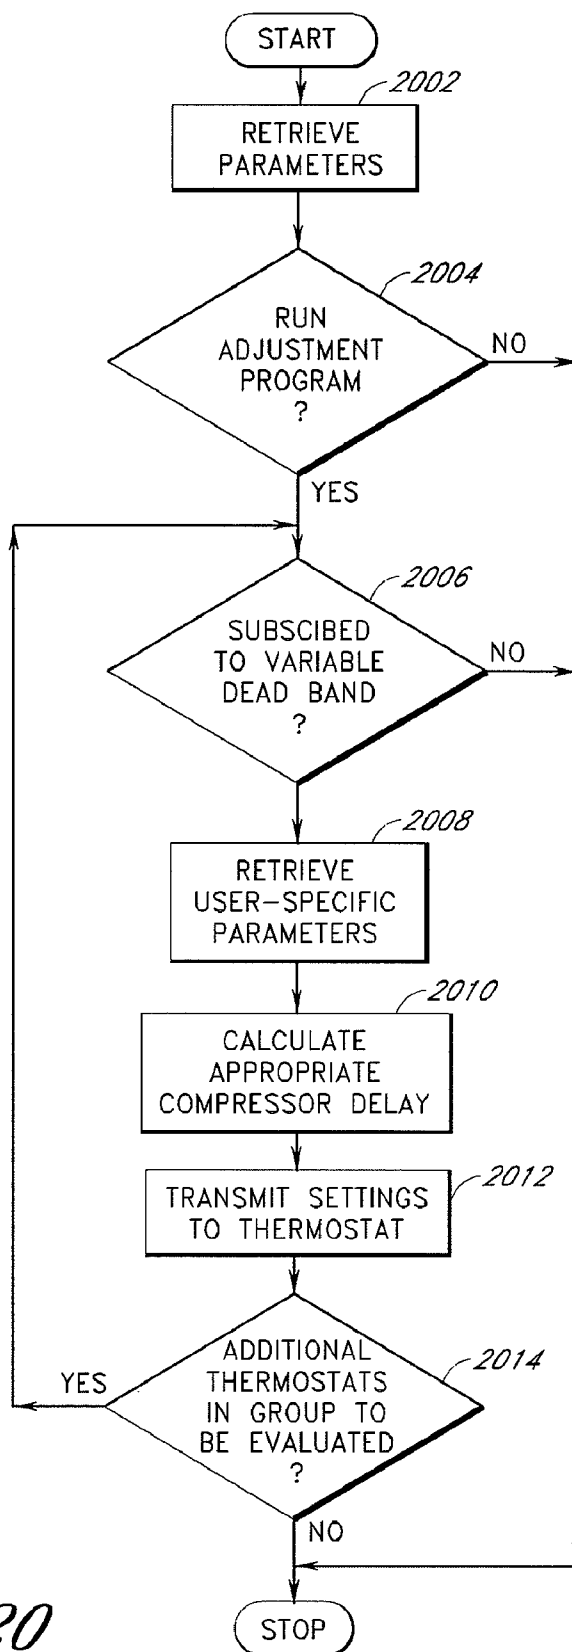 START
2002
RETRIEVE
PARAMETERS
2004
RUN
ADJUSTMENT
PROGRAM
?
NO
YES
2006
SUBSCIBED
TO VARIABLE
DEAD BAND
?
NO
2008
RETRIEVE
USER-SPECIFIC
PARAMETERS
2010
CALCULATE
APPROPRIATE
COMPRESSOR DELAY
2012
TRANSMIT SETTINGS
TO THERMOSTAT
2014
ADDITIONAL
THERMOSTATS
IN GROUP TO
BE EVALUATED
?
YES
NO
STOP
20